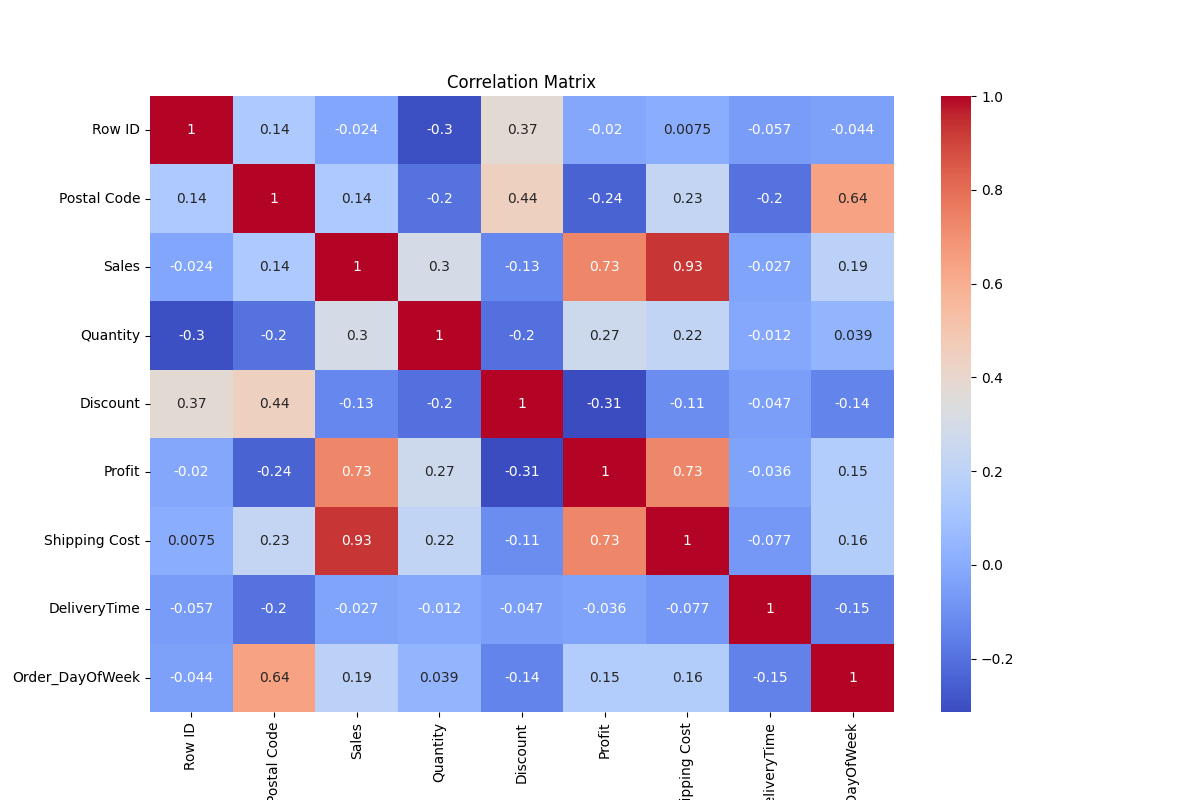 Correlation Matrix
Row ID 1 0.14 -0.024 -0.3 0.37 -0.02 0.0075 -0.057 -0.044
Postal Code 0.14 1 0.14 -0.2 0.44 -0.24 0.23 -0.2 0.64
Sales -0.024 0.14 1 0.3 -0.13 0.73 0.93 -0.027 0.19
Quantity -0.3 -0.2 0.3 1 -0.2 0.27 0.22 -0.012 0.039
Discount 0.37 0.44 -0.13 -0.2 1 -0.31 -0.11 -0.047 -0.14
Profit -0.02 -0.24 0.73 0.27 -0.31 1 0.73 -0.036 0.15
Shipping Cost 0.0075 0.23 0.93 0.22 -0.11 0.73 1 -0.077 0.16
DeliveryTime -0.057 -0.2 -0.027 -0.012 -0.047 -0.036 -0.077 1 -0.15
Order_DayOfWeek -0.044 0.64 0.19 0.039 -0.14 0.15 0.16 -0.15 1
Row ID
Postal Code
Sales
Quantity
Discount
Profit
ipping Cost
eliveryTime
DayOfWeek
1.0
0.8
0.6
0.4
0.2
0.0
−0.2